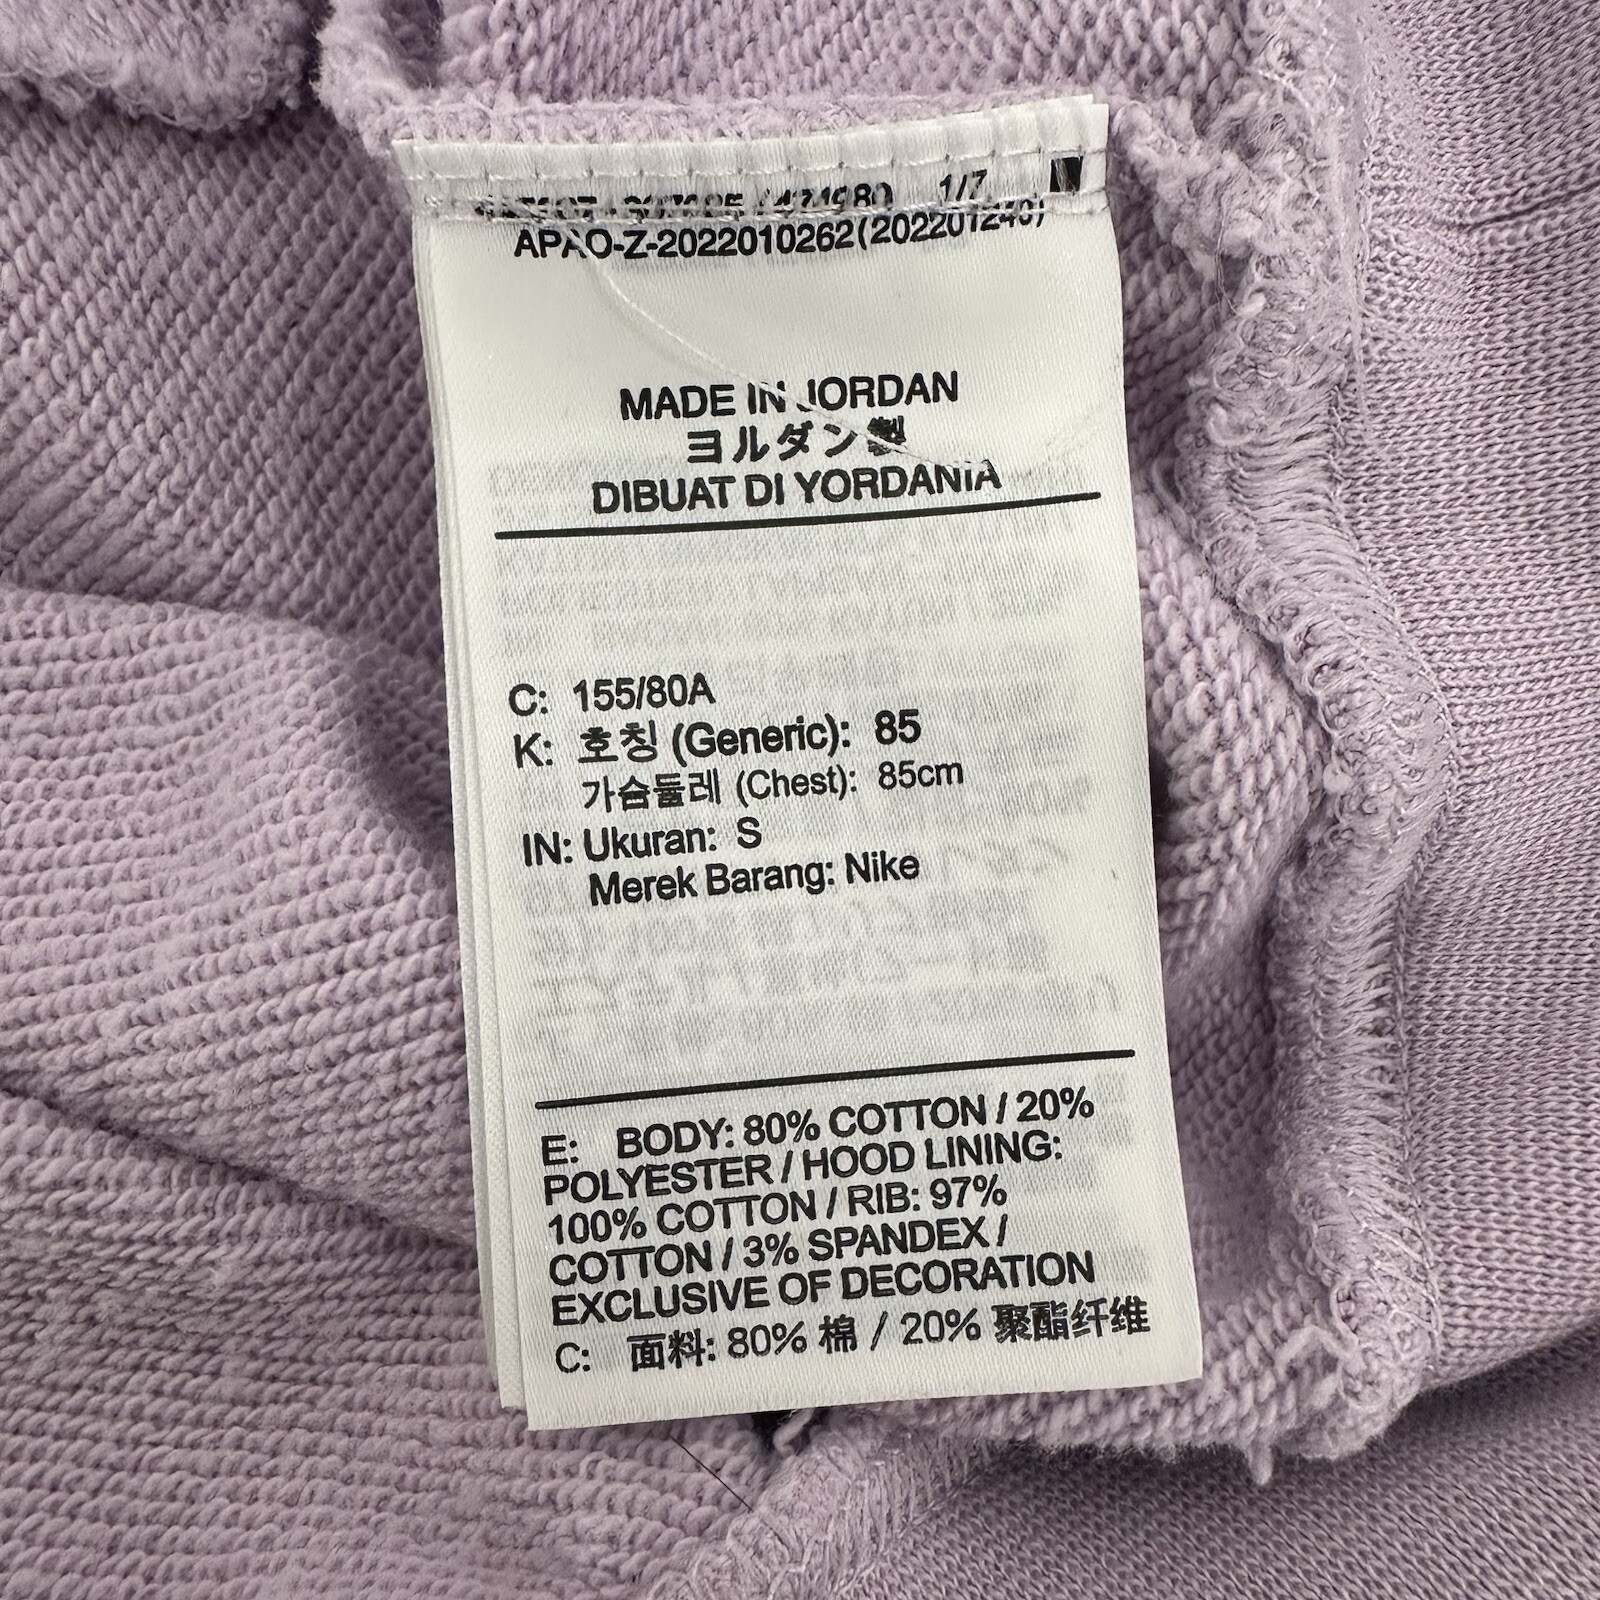 1/7
APAO-Z-2022010262(202201240)
MADE IN JORDAN
ヨルダン製
DIBUAT DI YORDANIA
C: 155/80A
K: 호칭 (Generic): 85
가슴둘레 (Chest): 85cm
IN: Ukuran: S
Merek Barang: Nike
E: BODY: 80% COTTON / 20%
POLYESTER / HOOD LINING:
100% COTTON / RIB: 97%
COTTON / 3% SPANDEX /
EXCLUSIVE OF DECORATION
C: 面料: 80% 棉 / 20% 聚酯纤维